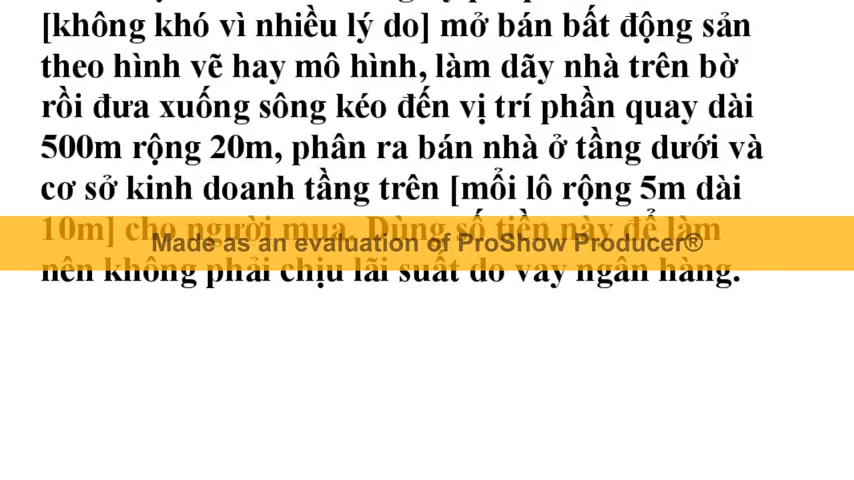 [không khó vì nhiều lý do] mở bán bất động sản
theo hình vẽ hay mô hình, làm dãy nhà trên bờ
rồi đưa xuống sông kéo đến vị trí phần quay dài
500m rộng 20m, phân ra bán nhà ở tầng dưới và
cơ sở kinh doanh tầng trên [mổi lô rộng 5m dài
10m] cho người mua. Dùng số tiền này để làm
Made as an evaluation of ProShow Producer®
nên không phải chịu lãi suất do vay ngân hàng.